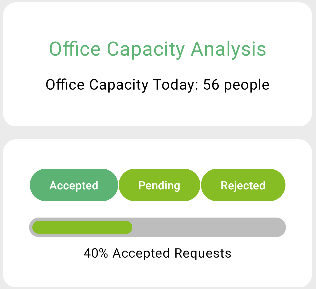 Office Capacity Analysis
Office Capacity Today: 56 people
Accepted Pending Rejected
40% Accepted Requests